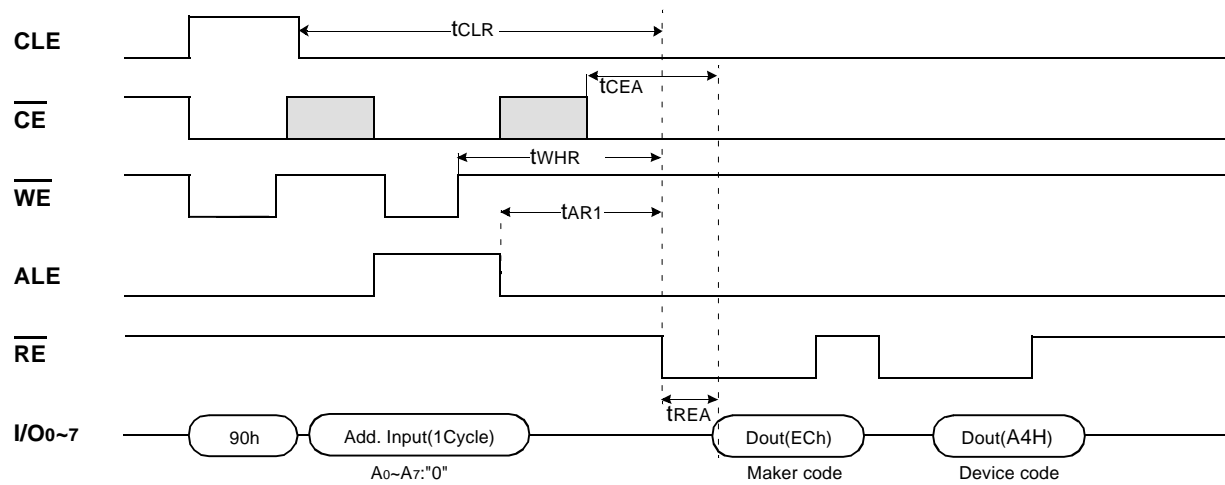 CLE
tCLR
tCEA
CE
tWHR
WE
tAR1
ALE
RE
tREA
I/O0~7
90h
Add. Input(1Cycle)
Dout(ECh)
Dout(A4H)
A0~A7:"0"
Maker code
Device code